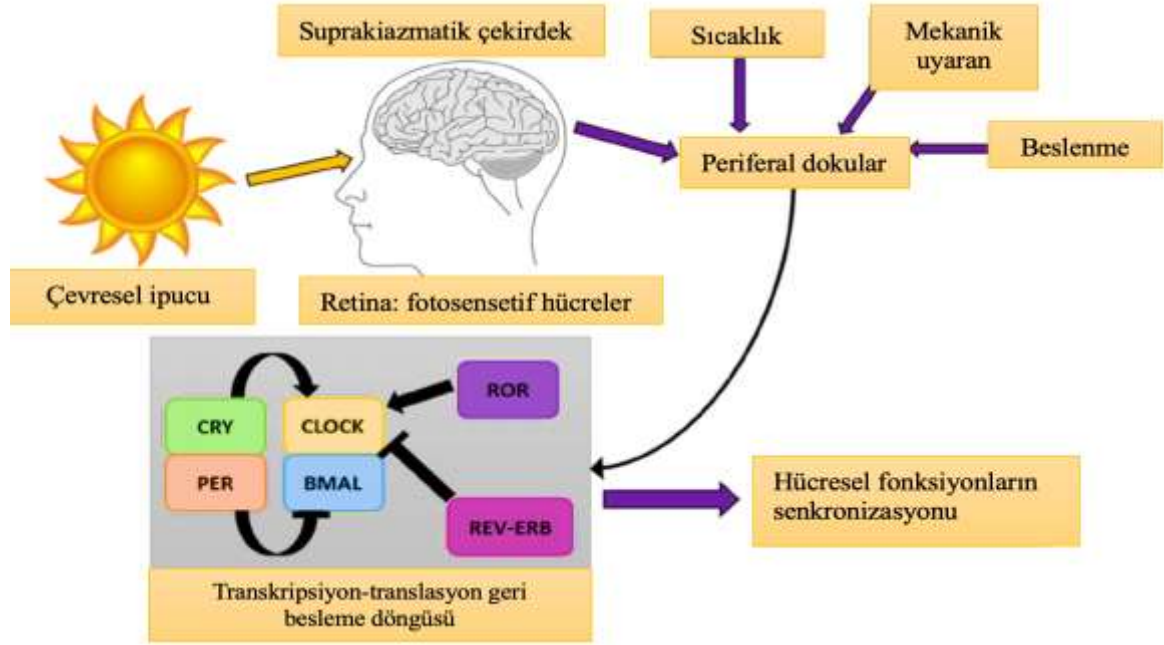 Suprakiazmatik çekirdek
Sıcaklık
Mekanik
uyaran
Periferal dokular
Beslenme
Çevresel ipucu
Retina: fotosensetif hücreler
CRY
CLOCK
ROR
PER
BMAL
REV-ERB
Hücresel fonksiyonların
senkronizasyonu
Transkripsiyon-translasyon geri
besleme döngüsü